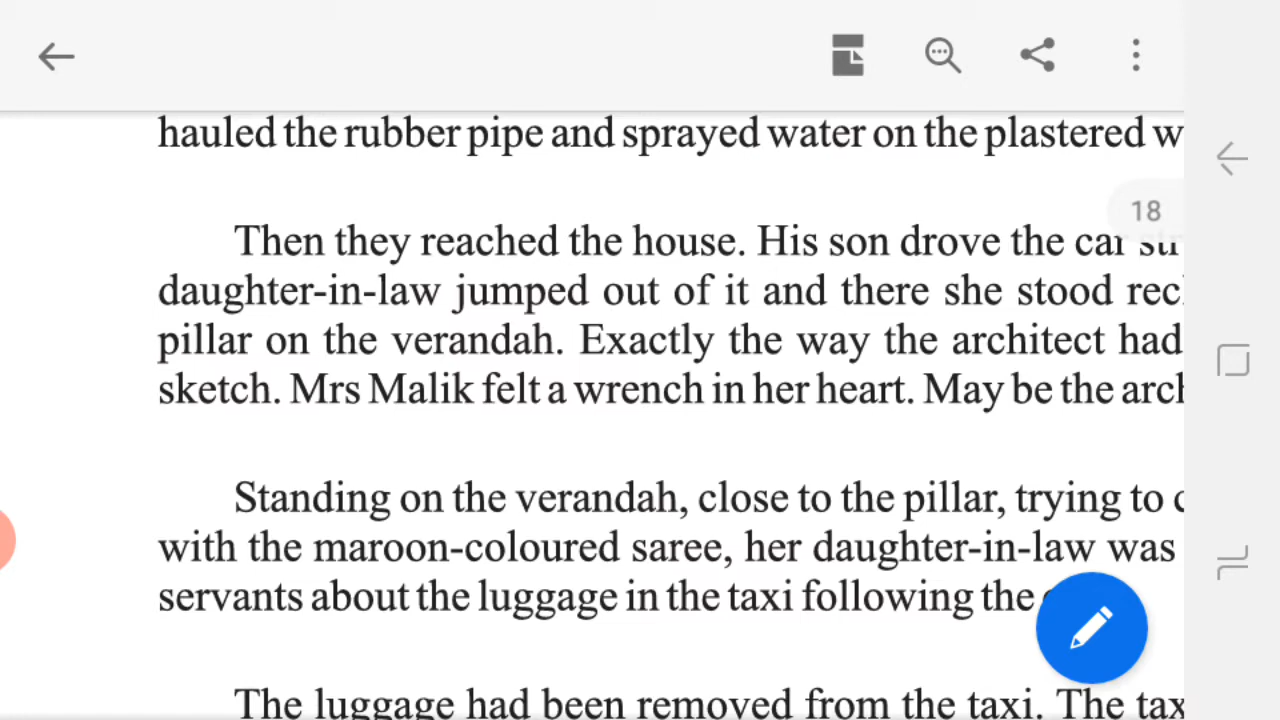 hauled the rubber pipe and sprayed water on the plastered
18
Then they reached the house. His son drove the car
daughter-in-law jumped out of it and there she stood
pillar on the verandah. Exactly the way the architect had
sketch. Mrs Malik felt a wrench in her heart. May be the
Standing on the verandah, close to the pillar, trying to
with the maroon-coloured saree, her daughter-in-law was
servants about the luggage in the taxi following the
The luggage had been removed from the taxi. The